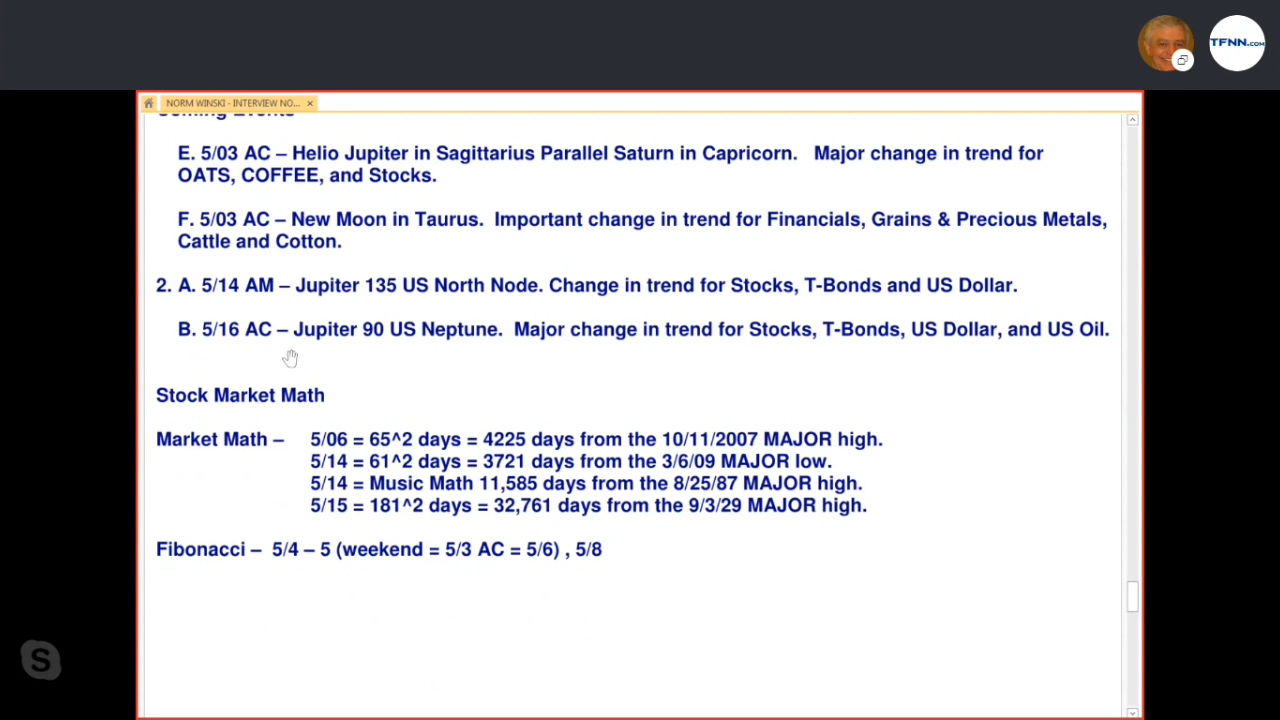 TFNN.COM
NORM WINSKI - INTERVIEW NO... ×
Coming Events
E. 5/03 AC – Helio Jupiter in Sagittarius Parallel Saturn in Capricorn. Major change in trend for
OATS, COFFEE, and Stocks.
F. 5/03 AC – New Moon in Taurus. Important change in trend for Financials, Grains & Precious Metals,
Cattle and Cotton.
2. A. 5/14 AM – Jupiter 135 US North Node. Change in trend for Stocks, T-Bonds and US Dollar.
B. 5/16 AC – Jupiter 90 US Neptune. Major change in trend for Stocks, T-Bonds, US Dollar, and US Oil.
Stock Market Math
Market Math – 5/06 = 65^2 days = 4225 days from the 10/11/2007 MAJOR high.
5/14 = 61^2 days = 3721 days from the 3/6/09 MAJOR low.
5/14 = Music Math 11,585 days from the 8/25/87 MAJOR high.
5/15 = 181^2 days = 32,761 days from the 9/3/29 MAJOR high.
Fibonacci – 5/4 – 5 (weekend = 5/3 AC = 5/6) , 5/8
S